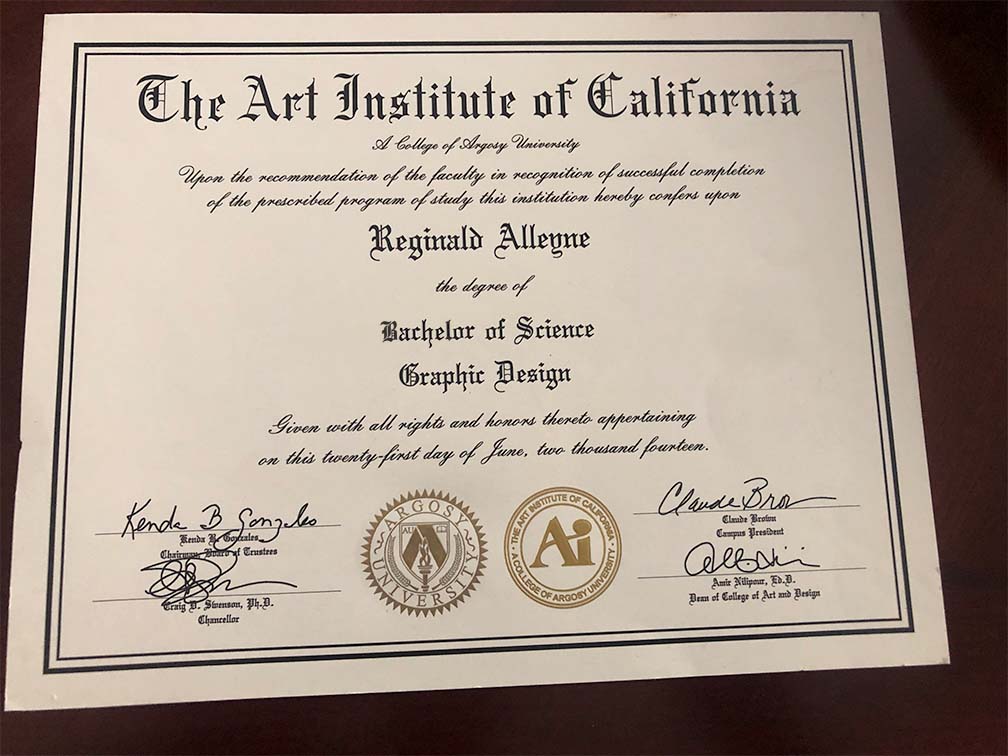 The Art Institute of California
A College of Argosy University
Upon the recommendation of the faculty in recognition of successful completion
of the prescribed program of study this institution hereby confers upon
Reginald Alleyne
the degree of
Bachelor of Science
Graphic Design
Given with all rights and honors thereto appertaining
on this twenty-first day of June, two thousand fourteen.
Kenda B Gonzales
Kenda B. Gonzales
Chairman, Board of Trustees
Craig D. Swenson, Ph.D.
Chancellor
ARGOSY
AU
UNIVERSITY
THE ART INSTITUTE OF CALIFORNIA
Ai
A COLLEGE OF ARGOSY UNIVERSITY
Claude Brown
Claude Brown
Campus President
Amir Nilipour, Ed.D.
Dean of College of Art and Design